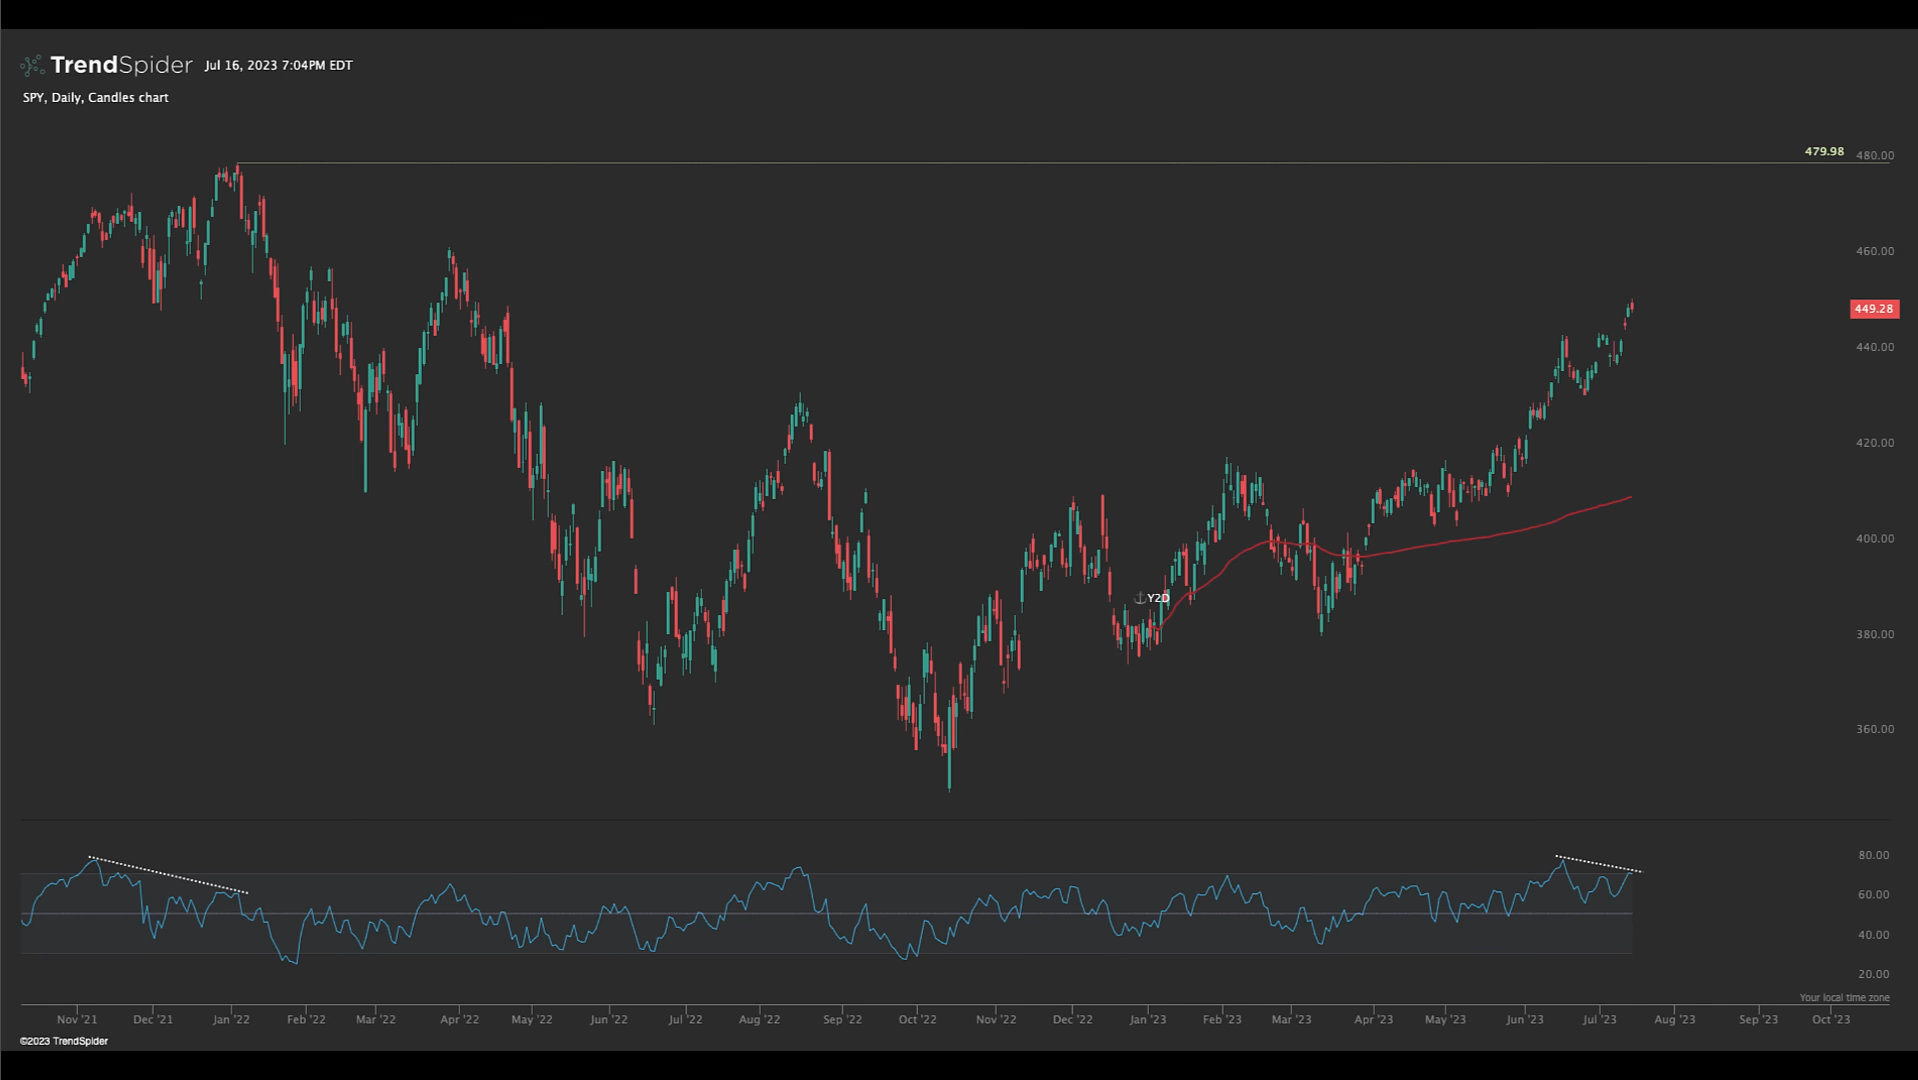 TrendSpider Jul 16, 2023 7:04PM EDT
SPY, Daily, Candles chart
479.98
480.00
460.00
449.28
440.00
420.00
400.00
Y2D
380.00
360.00
80.00
60.00
40.00
20.00
Your local time zone
Nov '21 Dec '21 Jan '22 Feb '22 Mar '22 Apr '22 May '22 Jun '22 Jul '22 Aug '22 Sep '22 Oct '22 Nov '22 Dec '22 Jan '23 Feb '23 Mar '23 Apr '23 May '23 Jun '23 Jul '23 Aug '23 Sep '23 Oct '23
©2023 TrendSpider